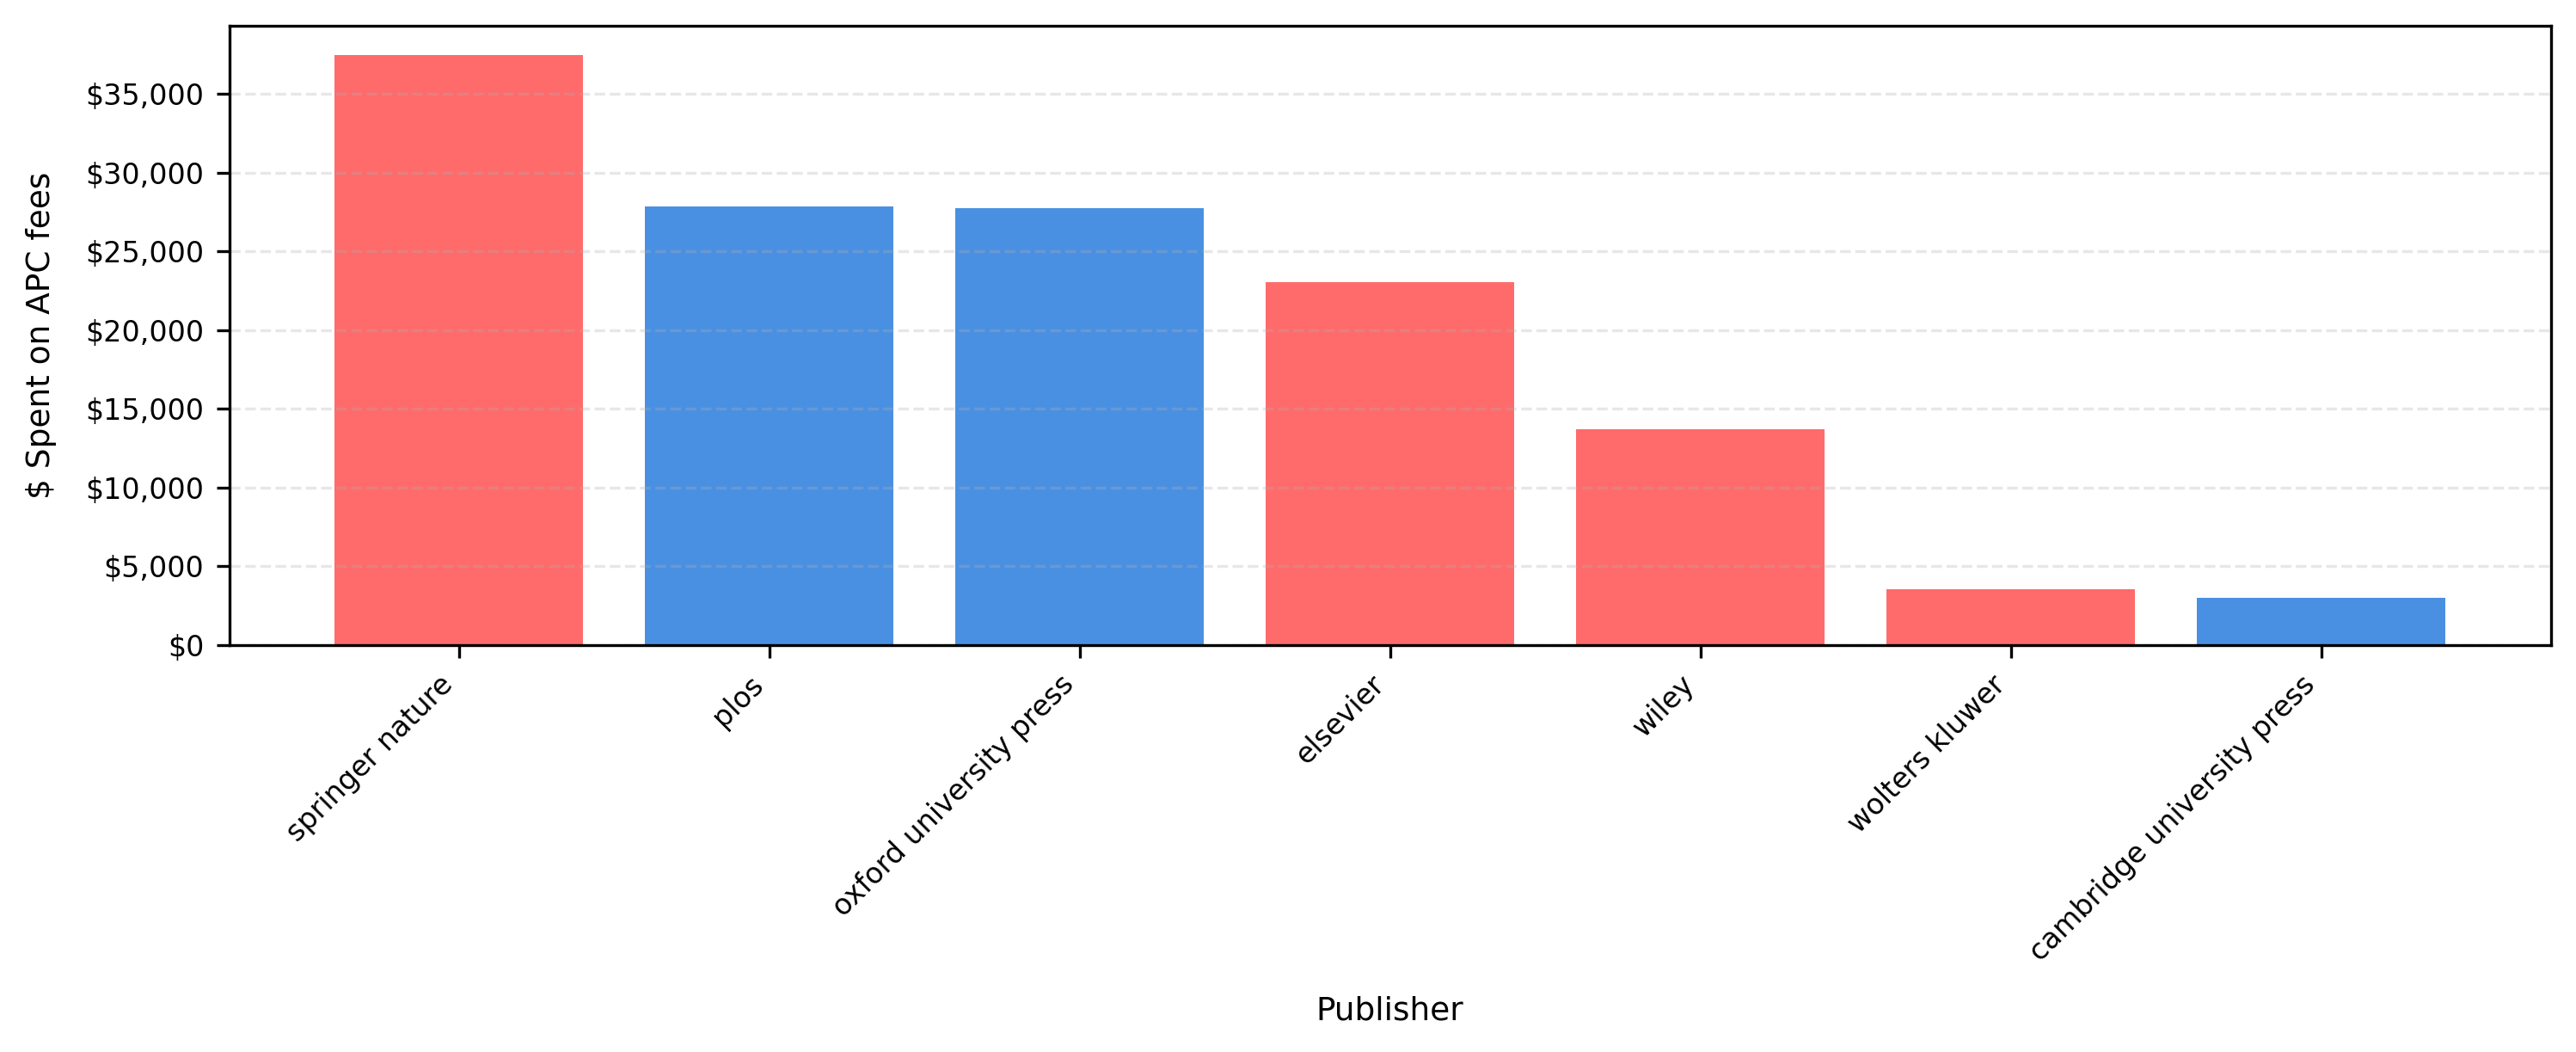 $ Spent on APC fees
$35,000
$30,000
$25,000
$20,000
$15,000
$10,000
$5,000
$0
springer nature
plos
oxford university press
elsevier
wiley
wolters kluwer
cambridge university press
Publisher